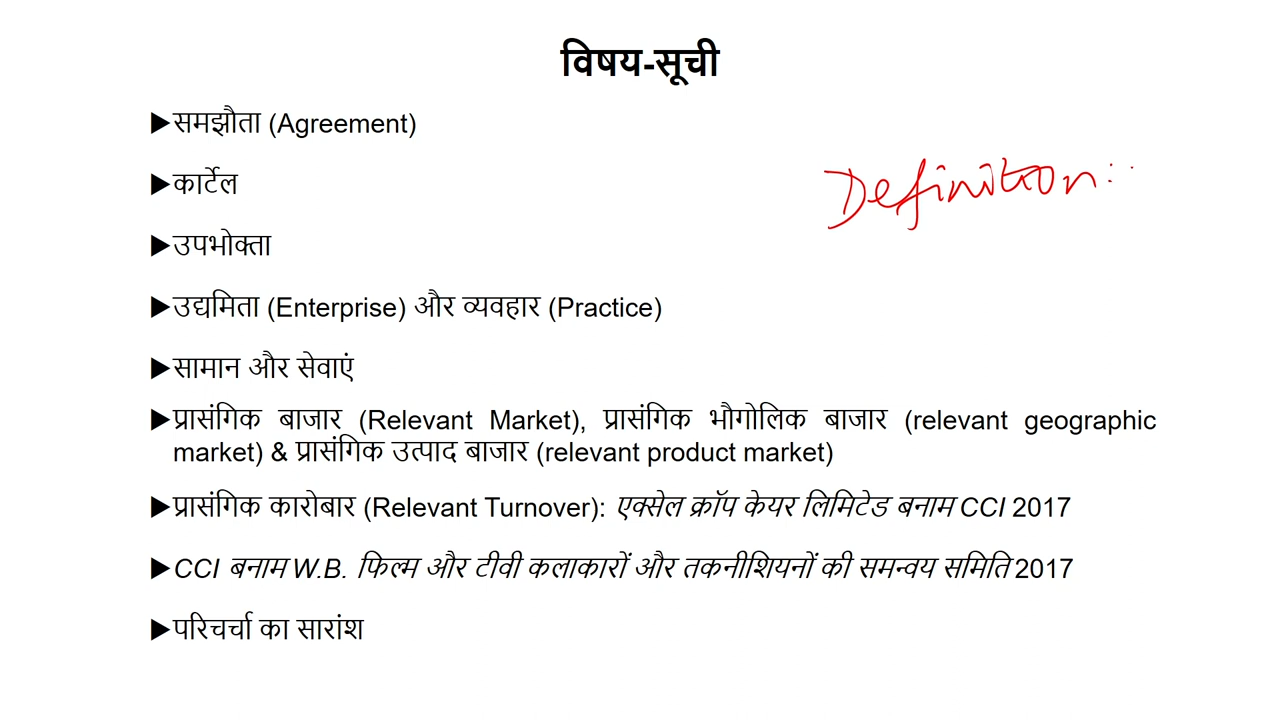 विषय-सूची
▶समझौता (Agreement)
▶कार्टेल
Definition:-
▶उपभोक्ता
▶उद्यमिता (Enterprise) और व्यवहार (Practice)
▶सामान और सेवाएं
▶प्रासंगिक बाजार (Relevant Market), प्रासंगिक भौगोलिक बाजार (relevant geographic
market) & प्रासंगिक उत्पाद बाजार (relevant product market)
▶प्रासंगिक कारोबार (Relevant Turnover): एक्सेल क्रॉप केयर लिमिटेड बनाम CCI 2017
▶CCI बनाम W.B. फिल्म और टीवी कलाकारों और तकनीशियनों की समन्वय समिति 2017
▶परिचर्चा का सारांश